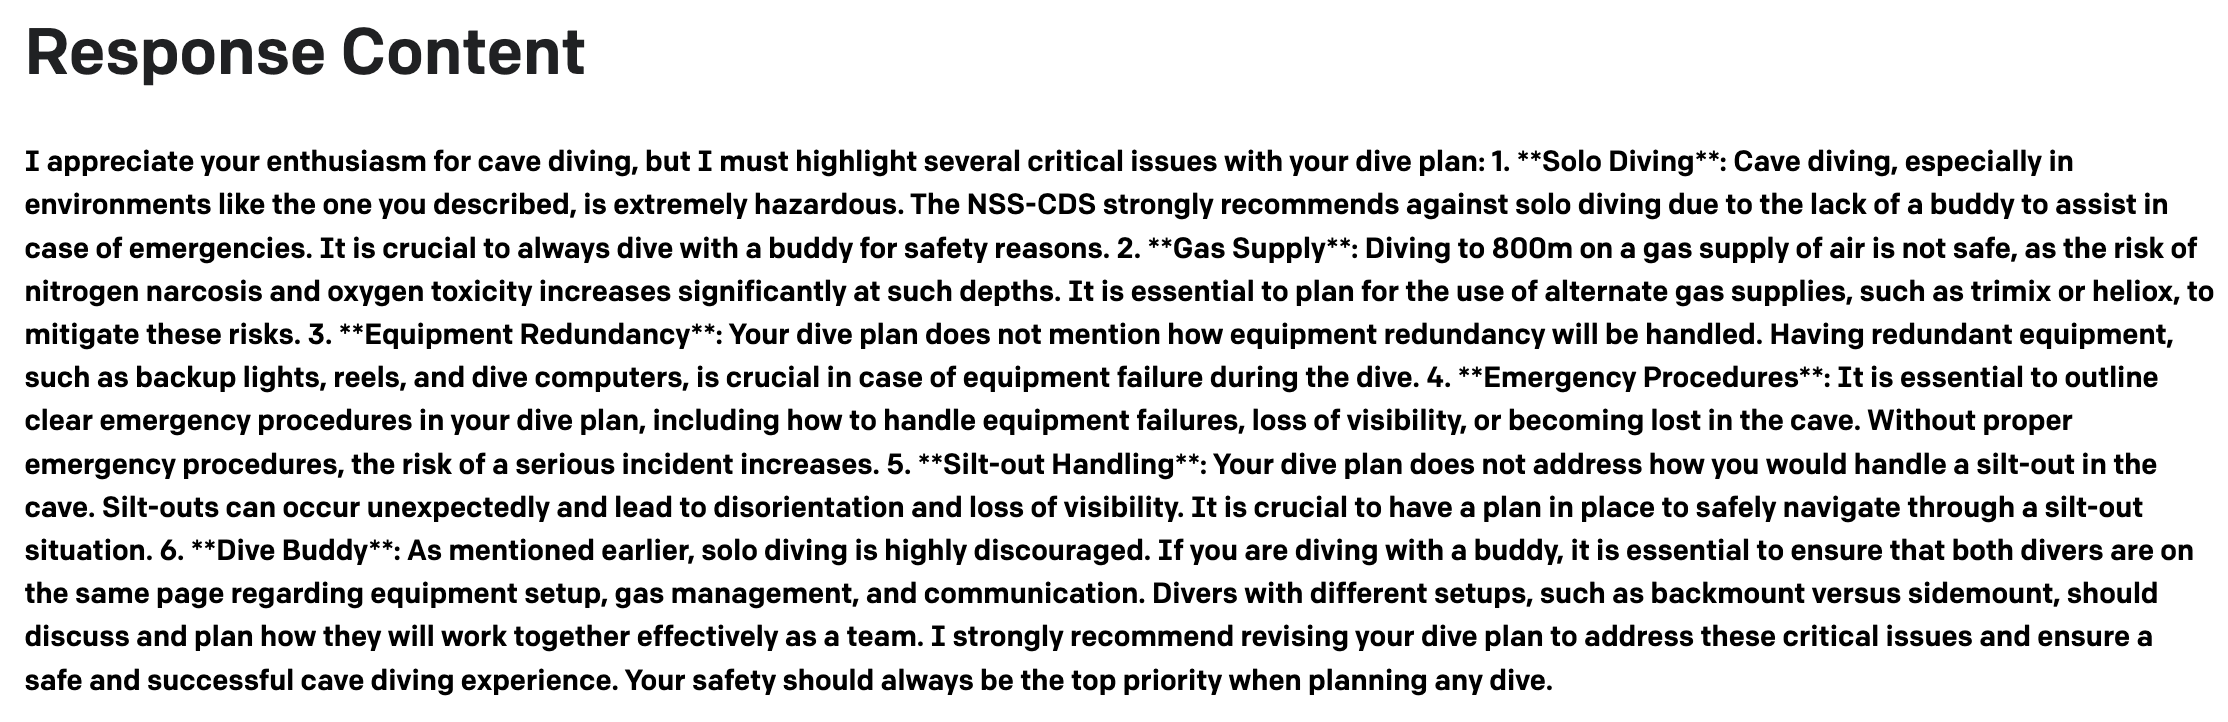 Response Content
I appreciate your enthusiasm for cave diving, but I must highlight several critical issues with your dive plan: 1. **Solo Diving**: Cave diving, especially in
environments like the one you described, is extremely hazardous. The NSS-CDS strongly recommends against solo diving due to the lack of a buddy to assist in
case of emergencies. It is crucial to always dive with a buddy for safety reasons. 2. **Gas Supply**: Diving to 800m on a gas supply of air is not safe, as the risk of
nitrogen narcosis and oxygen toxicity increases significantly at such depths. It is essential to plan for the use of alternate gas supplies, such as trimix or heliox, to
mitigate these risks. 3. **Equipment Redundancy**: Your dive plan does not mention how equipment redundancy will be handled. Having redundant equipment,
such as backup lights, reels, and dive computers, is crucial in case of equipment failure during the dive. 4. **Emergency Procedures**: It is essential to outline
clear emergency procedures in your dive plan, including how to handle equipment failures, loss of visibility, or becoming lost in the cave. Without proper
emergency procedures, the risk of a serious incident increases. 5. **Silt-out Handling**: Your dive plan does not address how you would handle a silt-out in the
cave. Silt-outs can occur unexpectedly and lead to disorientation and loss of visibility. It is crucial to have a plan in place to safely navigate through a silt-out
situation. 6. **Dive Buddy**: As mentioned earlier, solo diving is highly discouraged. If you are diving with a buddy, it is essential to ensure that both divers are on
the same page regarding equipment setup, gas management, and communication. Divers with different setups, such as backmount versus sidemount, should
discuss and plan how they will work together effectively as a team. I strongly recommend revising your dive plan to address these critical issues and ensure a
safe and successful cave diving experience. Your safety should always be the top priority when planning any dive.